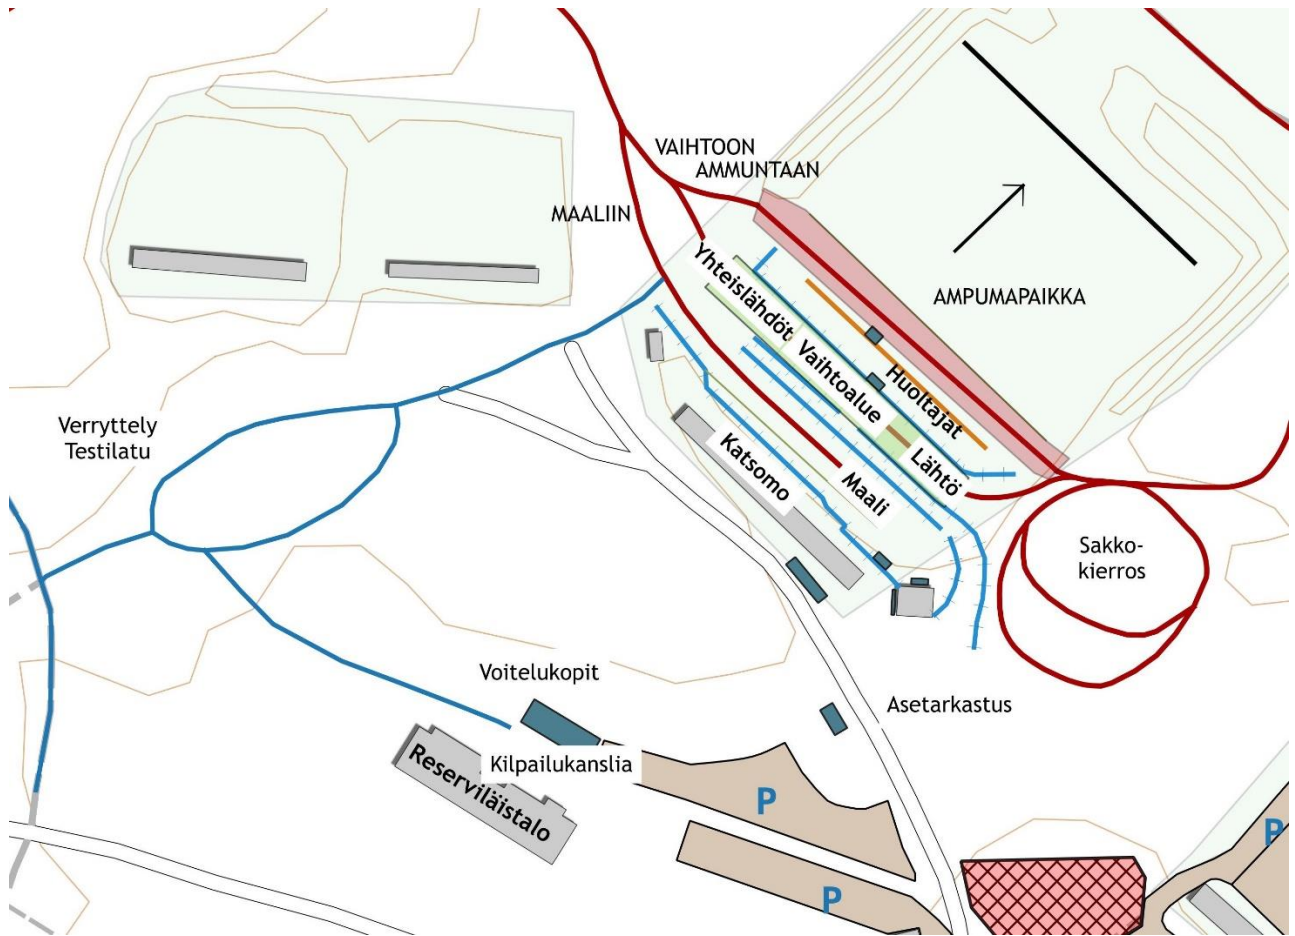 VAIHTOON
AMMUNTAAN
MAALIIN
AMPUMAPAIKKA
Yhteislähdöt
Vaihtoalue
Huoltajat
Lähtö
Maali
Katsomo
Verryttely
Testilatu
Sakko-
kierros
Voitelukopit
Asetarkastus
Kilpailukanslia
Reserviläistalo
P
P
P